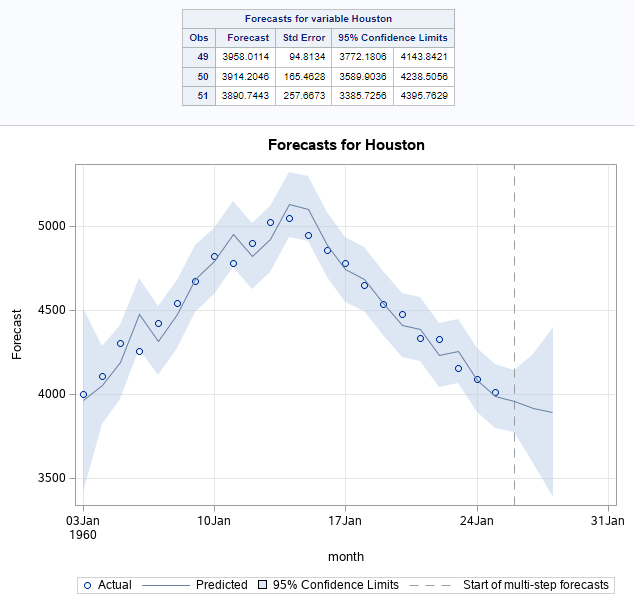 Forecasts for variable Houston
Obs Forecast Std Error 95% Confidence Limits
49 3958.0114 94.8134 3772.1806 4143.8421
50 3914.2046 165.4628 3589.9036 4238.5056
51 3890.7443 257.6673 3385.7256 4395.7629
Forecasts for Houston
5000
4500
4000
3500
Forecast
03Jan 10Jan 17Jan 24Jan 31Jan
1960
month
Actual Predicted 95% Confidence Limits Start of multi-step forecasts